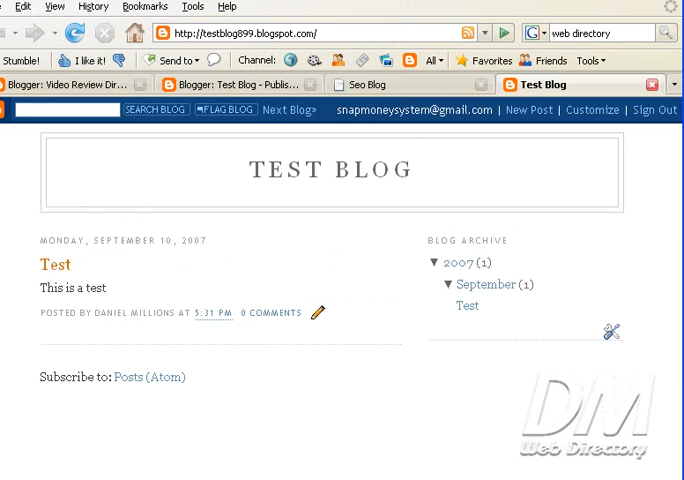 Edit View History Bookmarks Tools Help
http://testblog899.blogspot.com/ web directory
Stumble! I like it! Send to Channel: All Favorites Friends Tools
Blogger: Video Review Dir... Blogger: Test Blog - Publis... Seo Blog Test Blog
SEARCH BLOG FLAG BLOG Next Blog» snapmoneysystem@gmail.com | New Post | Customize | Sign Out
TEST BLOG
MONDAY, SEPTEMBER 10, 2007
Test
This is a test
POSTED BY DANIEL MILLIONS AT 5:31 PM 0 COMMENTS
Subscribe to: Posts (Atom)
BLOG ARCHIVE
▼ 2007 (1)
▼ September (1)
Test
DM
Web Directory